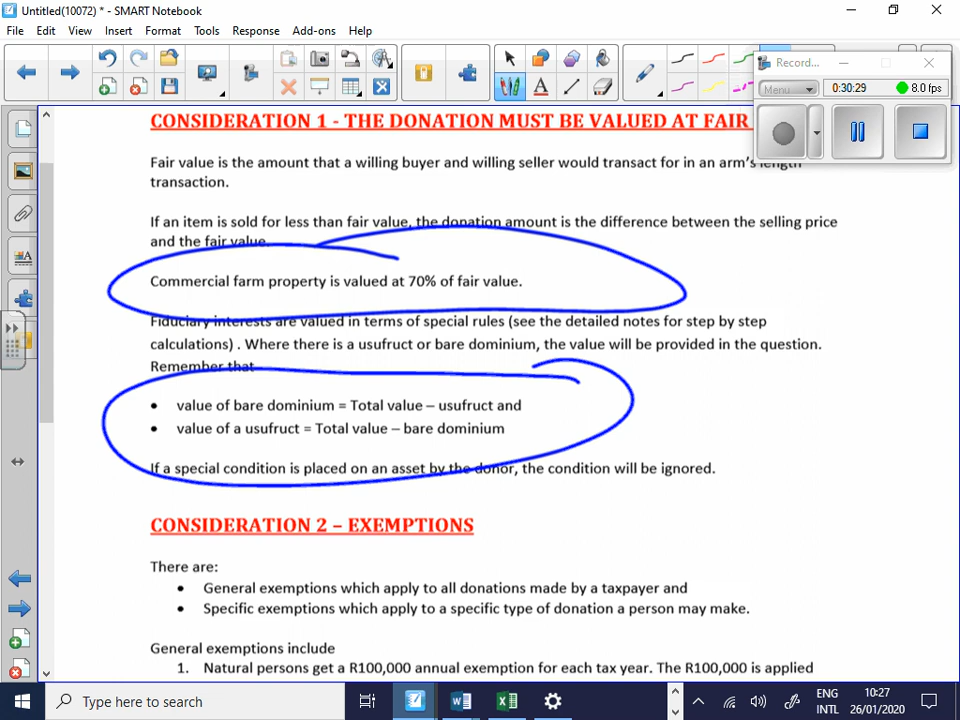 Untitled(10072) * - SMART Notebook
File Edit View Insert Format Tools Response Add-ons Help
Record...
Menu 0:30:29 8.0 fps
CONSIDERATION 1 - THE DONATION MUST BE VALUED AT FAIR
Fair value is the amount that a willing buyer and willing seller would transact for in an arm's length
transaction.
If an item is sold for less than fair value, the donation amount is the difference between the selling price
and the fair value.
Commercial farm property is valued at 70% of fair value.
Fiduciary interests are valued in terms of special rules (see the detailed notes for step by step
calculations) . Where there is a usufruct or bare dominium, the value will be provided in the question.
Remember that
• value of bare dominium = Total value – usufruct and
• value of a usufruct = Total value – bare dominium
If a special condition is placed on an asset by the donor, the condition will be ignored.
CONSIDERATION 2 – EXEMPTIONS
There are:
• General exemptions which apply to all donations made by a taxpayer and
• Specific exemptions which apply to a specific type of donation a person may make.
General exemptions include
1. Natural persons get a R100,000 annual exemption for each tax year. The R100,000 is applied
Type here to search
ENG
INTL
10:27
26/01/2020